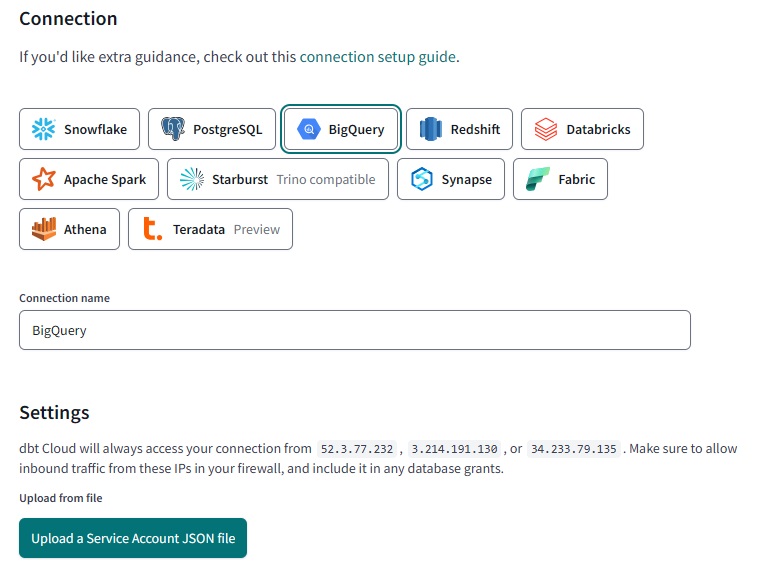 Connection
If you'd like extra guidance, check out this connection setup guide.
Snowflake PostgreSQL BigQuery Redshift Databricks
Apache Spark Starburst Trino compatible Synapse Fabric
Athena t. Teradata Preview
Connection name
BigQuery
Settings
dbt Cloud will always access your connection from 52.3.77.232 , 3.214.191.130 , or 34.233.79.135 . Make sure to allow
inbound traffic from these IPs in your firewall, and include it in any database grants.
Upload from file
Upload a Service Account JSON file